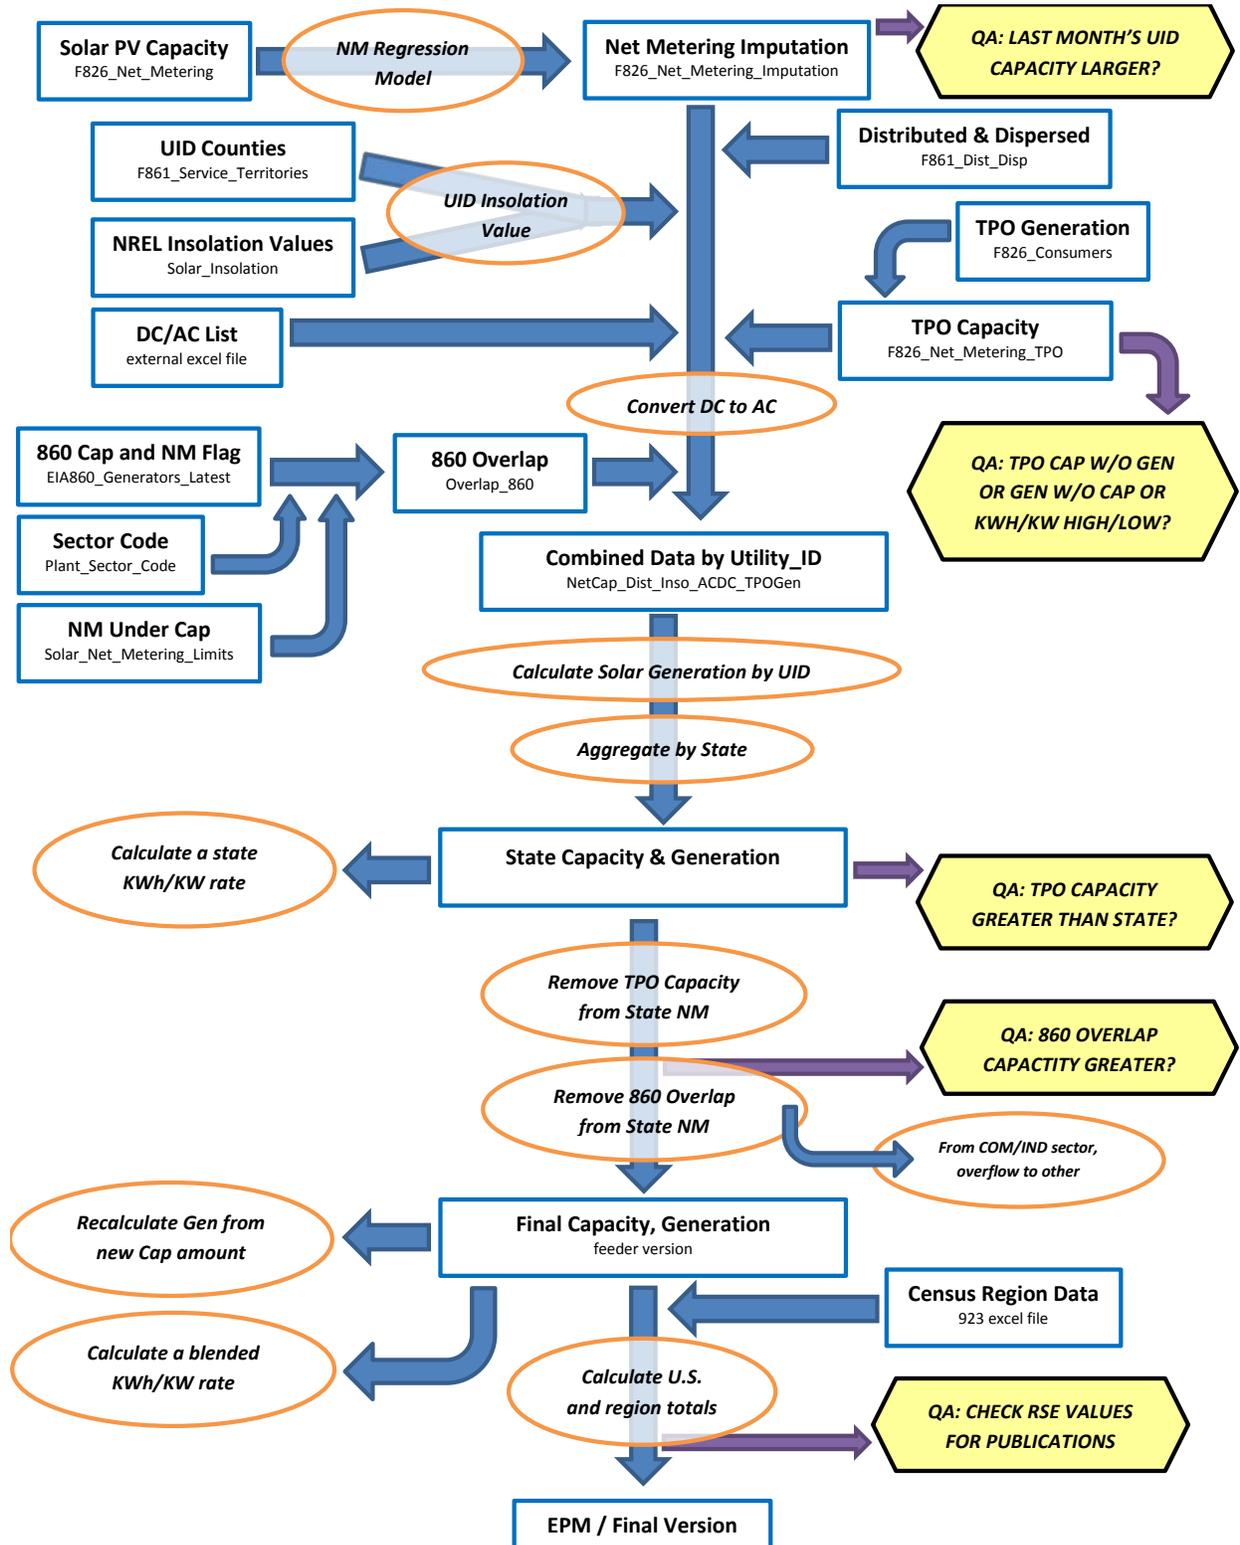 Solar PV Capacity
F826_Net_Metering
NM Regression
Model
Net Metering Imputation
F826_Net_Metering_Imputation
QA: LAST MONTH'S UID
CAPACITY LARGER?
UID Counties
F861_Service_Territories
Distributed & Dispersed
F861_Dist_Disp
UID Insolation
Value
NREL Insolation Values
Solar_Insolation
TPO Generation
F826_Consumers
DC/AC List
external excel file
TPO Capacity
F826_Net_Metering_TPO
Convert DC to AC
860 Cap and NM Flag
EIA860_Generators_Latest
860 Overlap
Overlap_860
QA: TPO CAP W/O GEN
OR GEN W/O CAP OR
KWH/KW HIGH/LOW?
Sector Code
Plant_Sector_Code
Combined Data by Utility_ID
NetCap_Dist_Inso_ACDC_TPOGen
NM Under Cap
Solar_Net_Metering_Limits
Calculate Solar Generation by UID
Aggregate by State
Calculate a state
KWh/KW rate
State Capacity & Generation
QA: TPO CAPACITY
GREATER THAN STATE?
Remove TPO Capacity
from State NM
QA: 860 OVERLAP
CAPACTITY GREATER?
Remove 860 Overlap
from State NM
From COM/IND sector,
overflow to other
Recalculate Gen from
new Cap amount
Final Capacity, Generation
feeder version
Census Region Data
923 excel file
Calculate a blended
KWh/KW rate
Calculate U.S.
and region totals
QA: CHECK RSE VALUES
FOR PUBLICATIONS
EPM / Final Version